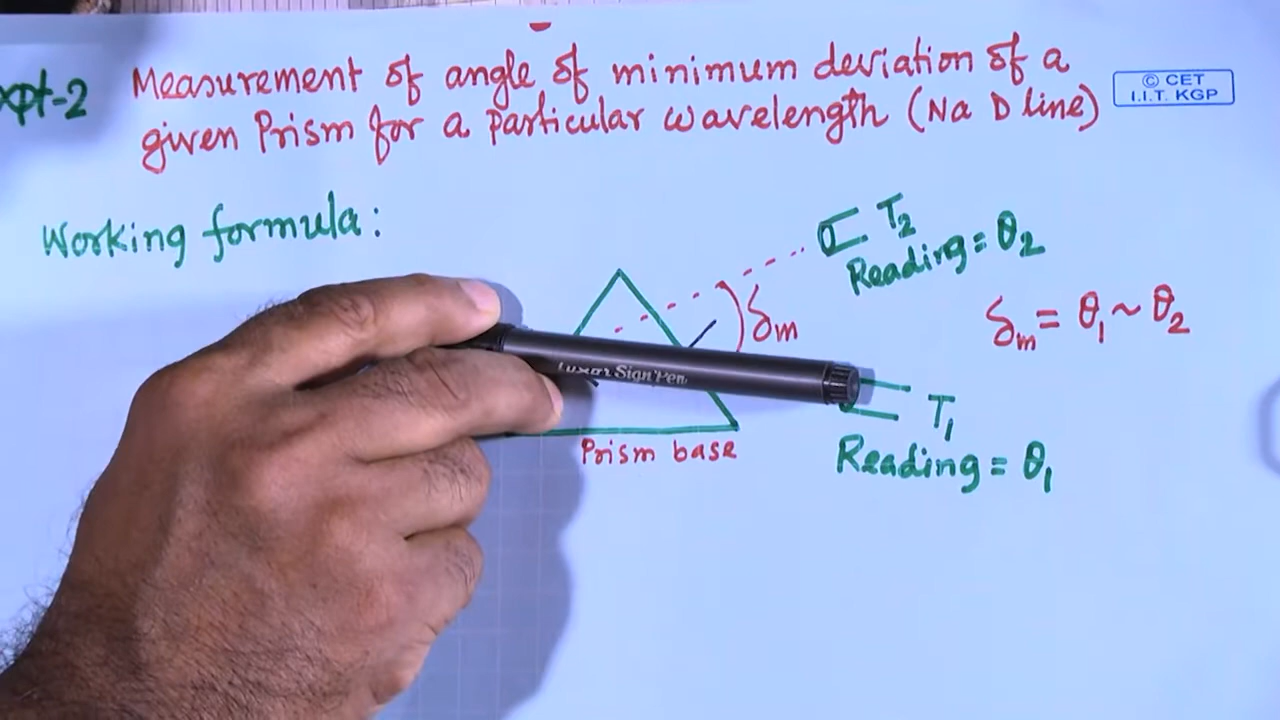 xpt-2
Measurement of angle of minimum deviation of a
given Prism for a particular wavelength (Na D line)
© CET
I.I.T. KGP
Working formula:
T₂
Reading = θ₂
δₘ
δₘ = θ₁ ~ θ₂
Luxor Sign Pen
T₁
Reading = θ₁
Prism base